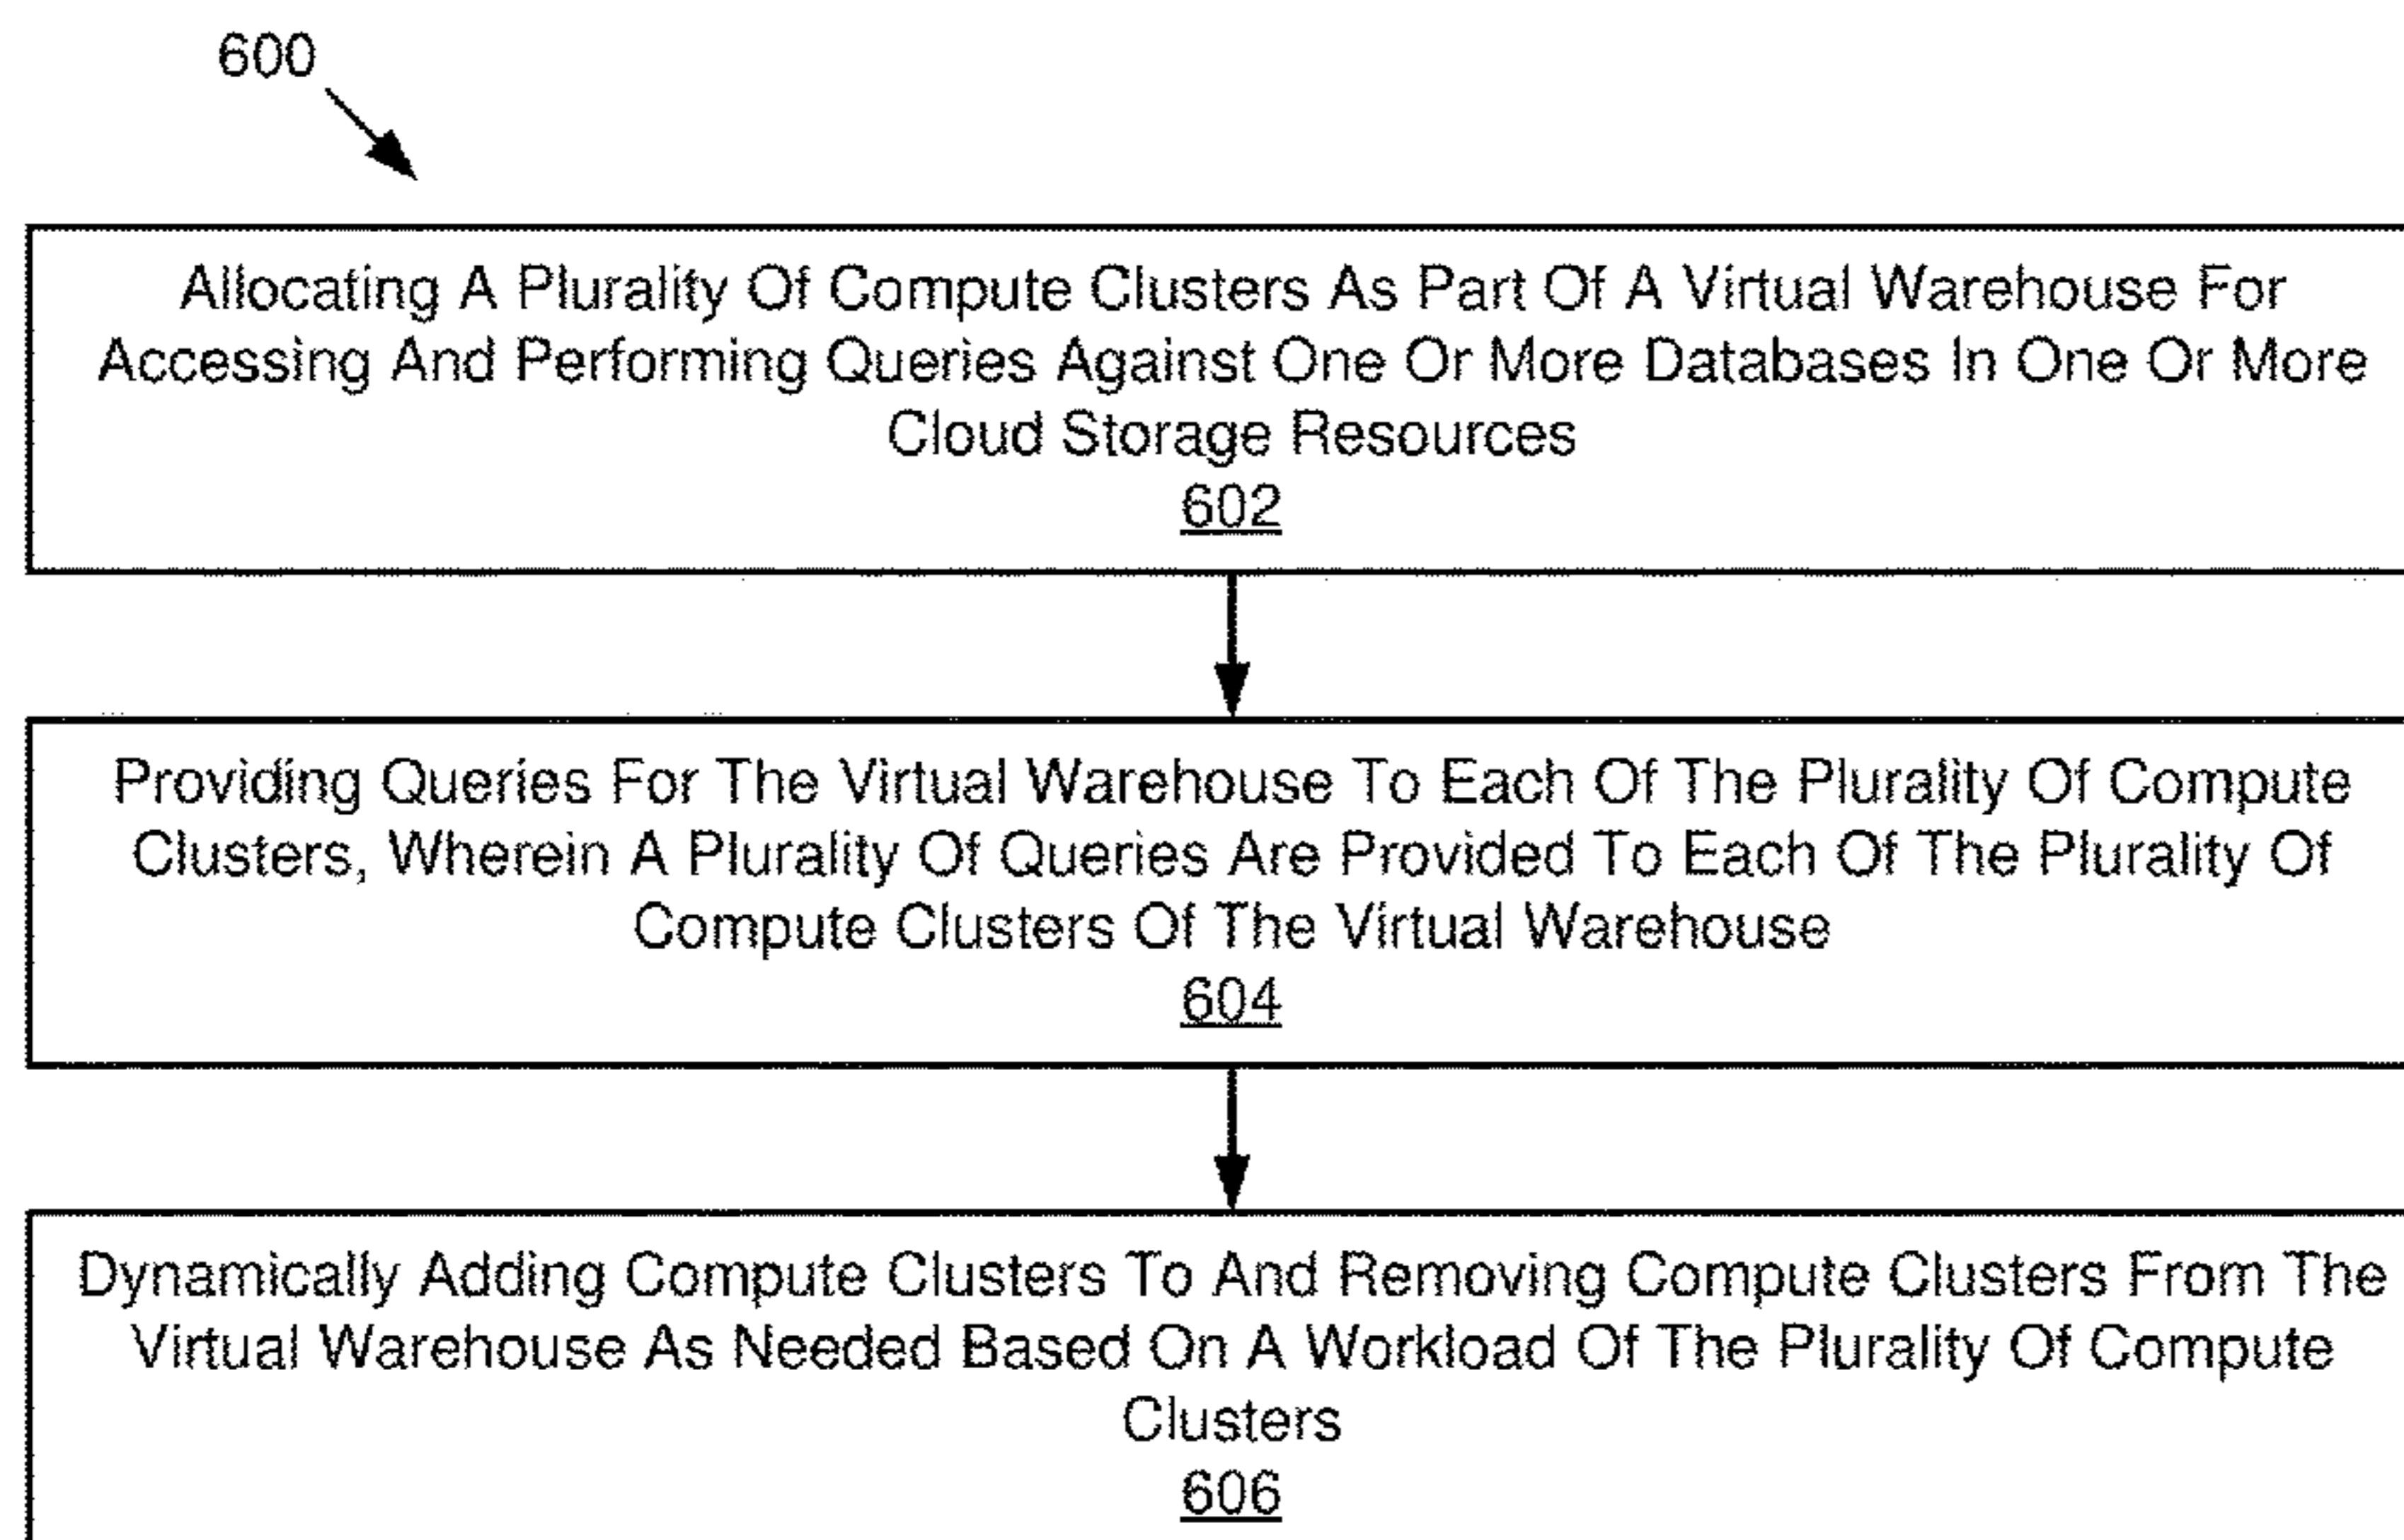 600
Allocating A Plurality Of Compute Clusters As Part Of A Virtual Warehouse For
Accessing And Performing Queries Against One Or More Databases In One Or More
Cloud Storage Resources
602
Providing Queries For The Virtual Warehouse To Each Of The Plurality Of Compute
Clusters, Wherein A Plurality Of Queries Are Provided To Each Of The Plurality Of
Compute Clusters Of The Virtual Warehouse
604
Dynamically Adding Compute Clusters To And Removing Compute Clusters From The
Virtual Warehouse As Needed Based On A Workload Of The Plurality Of Compute
Clusters
606